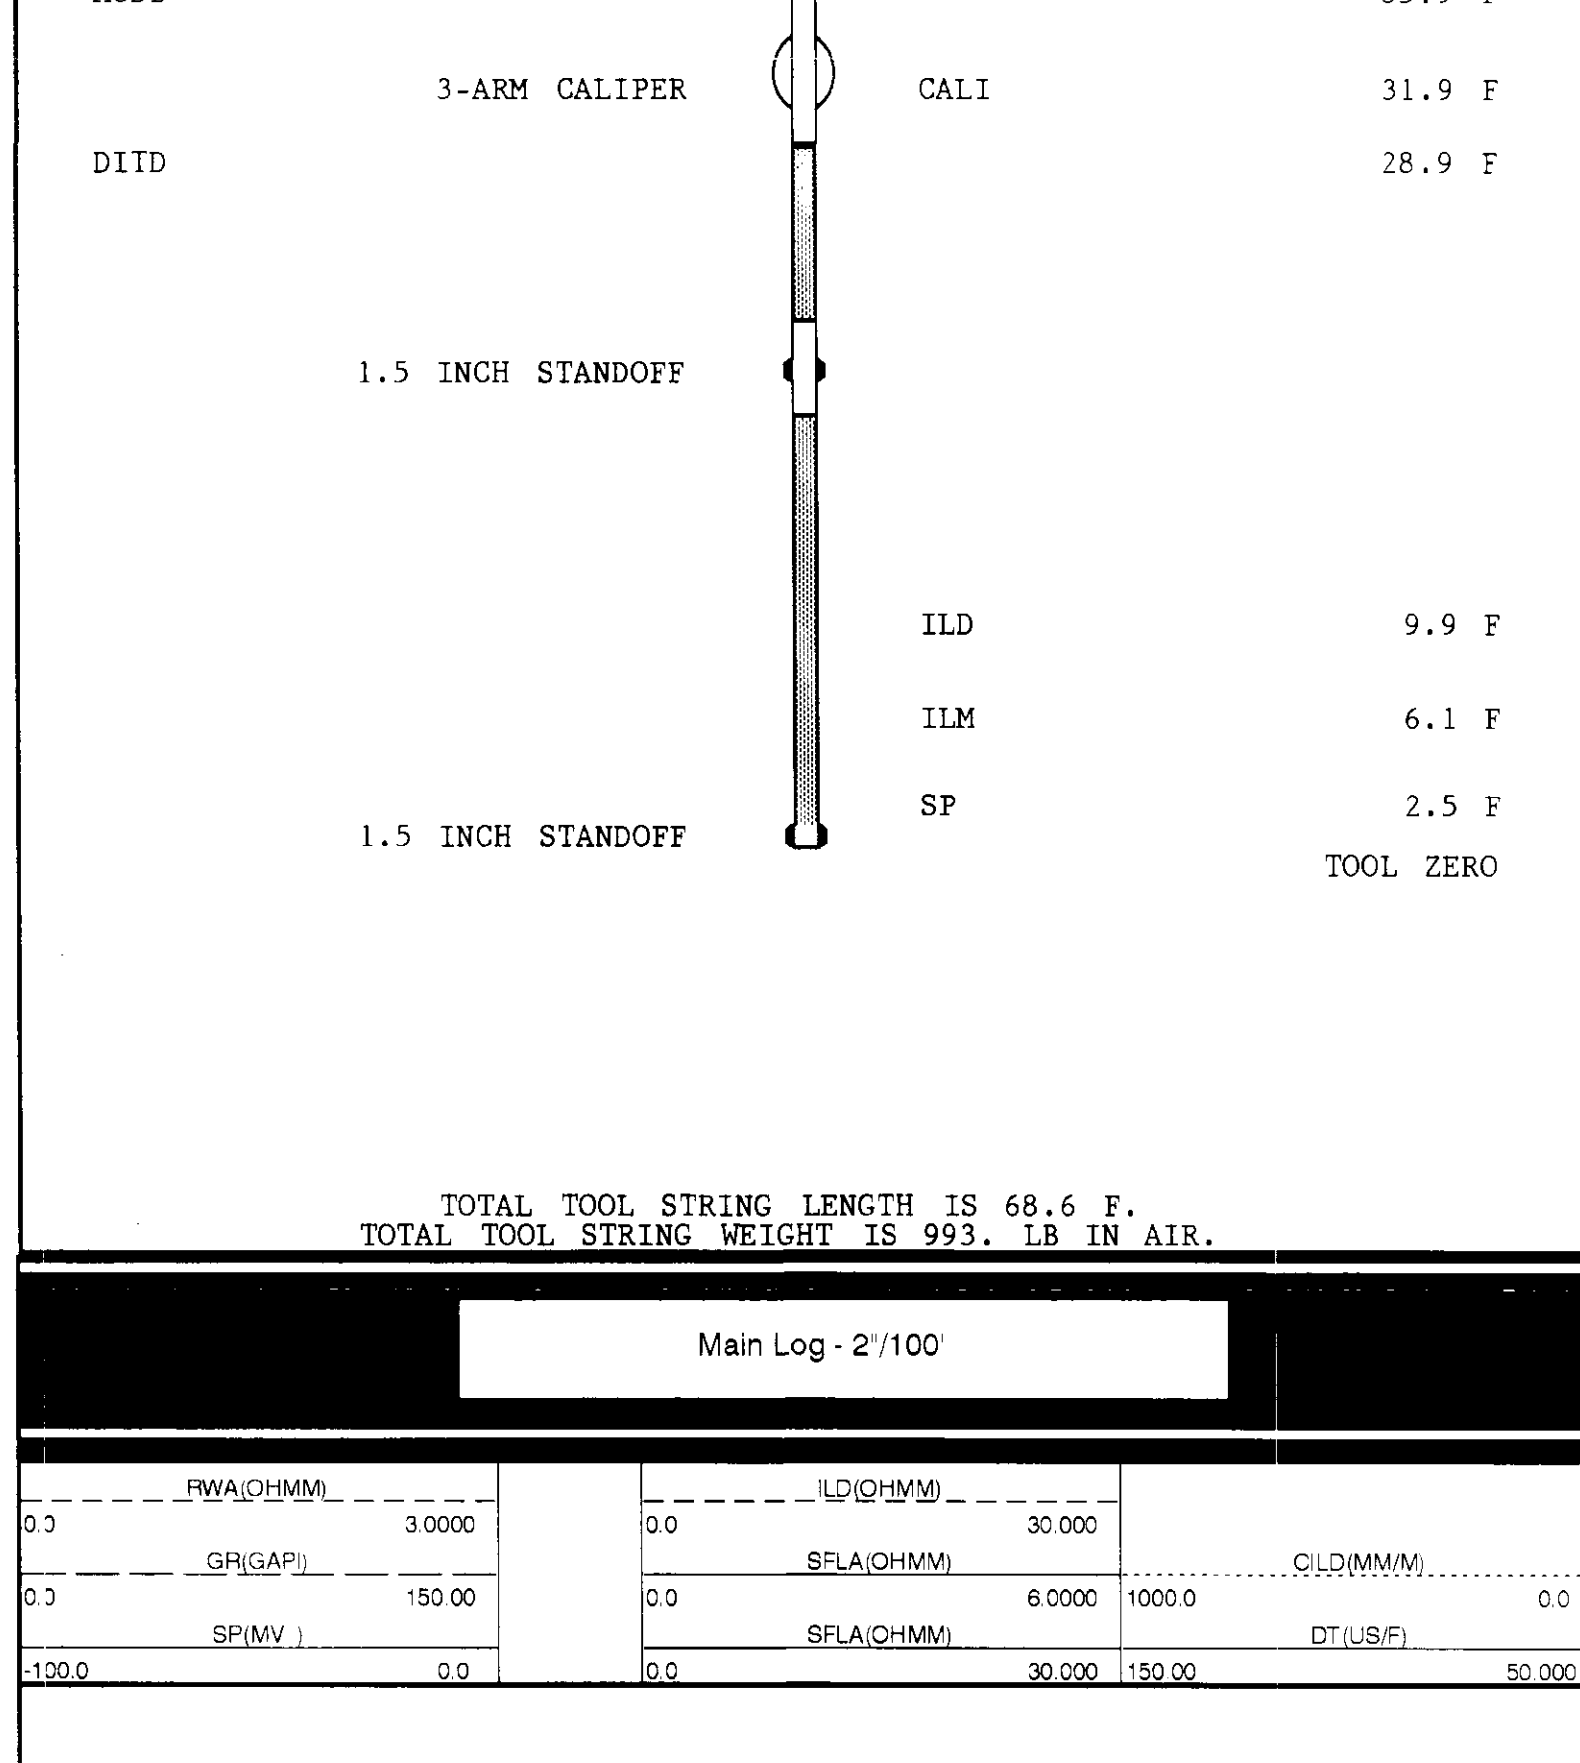 3-ARM CALIPER CALI 31.9 F
DITD 28.9 F
1.5 INCH STANDOFF
ILD 9.9 F
ILM 6.1 F
SP 2.5 F
1.5 INCH STANDOFF
TOOL ZERO
TOTAL TOOL STRING LENGTH IS 68.6 F.
TOTAL TOOL STRING WEIGHT IS 993. LB IN AIR.
Main Log - 2"/100'
RWA(OHMM) ILD(OHMM)
0.0 3.0000 0.0 30.000
GR(GAPI) SFLA(OHMM) CILD(MM/M)
0.0 150.00 0.0 6.0000 1000.0 0.0
SP(MV ) SFLA(OHMM) DT(US/F)
-100.0 0.0 0.0 30.000 150.00 50.000